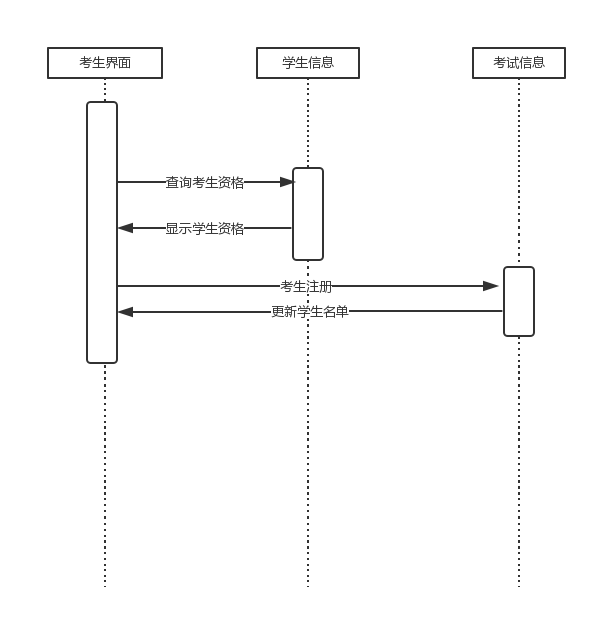 考生界面
学生信息
考试信息
查询考生资格
显示学生资格
考生注册
更新学生名单